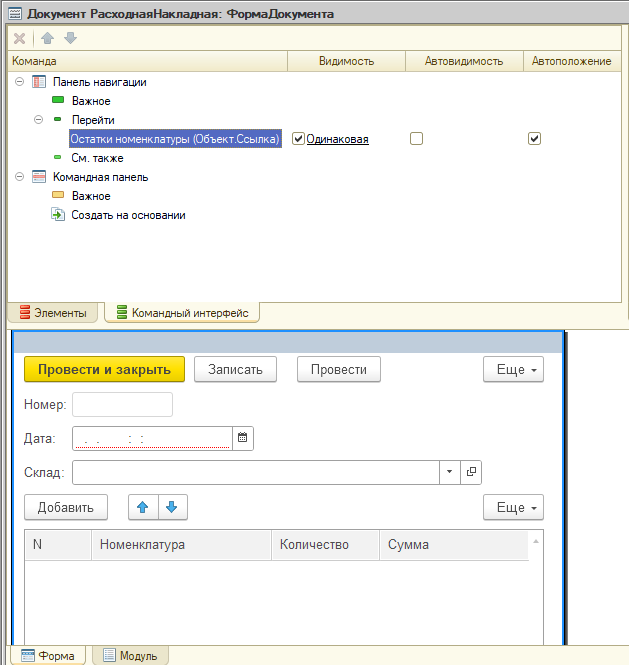 Документ РасходнаяНакладная: ФормаДокумента
Команда Видимость Автовидимость Автоположение
Панель навигации
Важное
Перейти
Остатки номенклатуры (Объект.Ссылка) Одинаковая
См. также
Командная панель
Важное
Создать на основании
Элементы Командный интерфейс
Провести и закрыть Записать Провести Еще
Номер:
Дата: . . : :
Склад:
Добавить Еще
N Номенклатура Количество Сумма
Форма Модуль